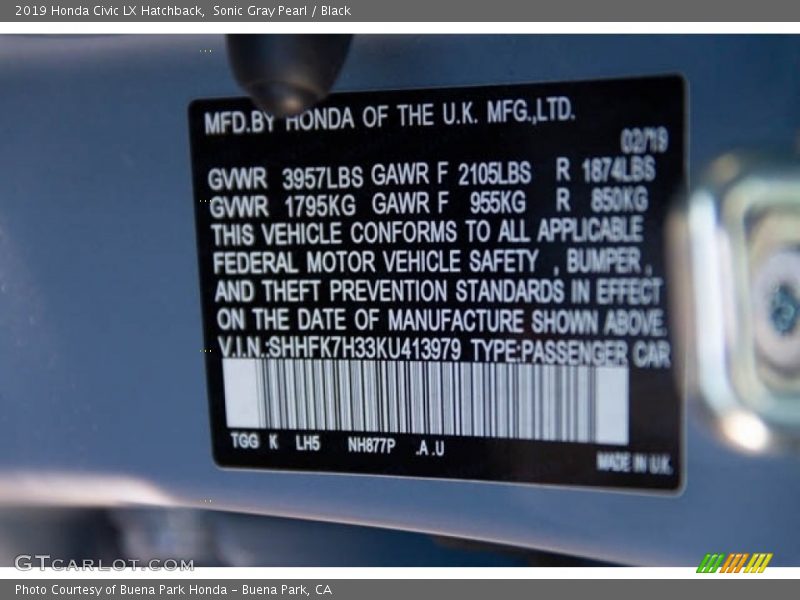 2019 Honda Civic LX Hatchback, Sonic Gray Pearl / Black
MFD.BY HONDA OF THE U.K. MFG.,LTD.
02/19
GVWR 3957LBS GAWR F 2105LBS R 1874LBS
GVWR 1795KG GAWR F 955KG R 850KG
THIS VEHICLE CONFORMS TO ALL APPLICABLE
FEDERAL MOTOR VEHICLE SAFETY , BUMPER ,
AND THEFT PREVENTION STANDARDS IN EFFECT
ON THE DATE OF MANUFACTURE SHOWN ABOVE.
V.I.N.:SHHFK7H33KU413979 TYPE:PASSENGER CAR
TGG K LH5 NH877P .A .U
MADE IN U.K.
GTCARLOT.COM
Photo Courtesy of Buena Park Honda - Buena Park, CA